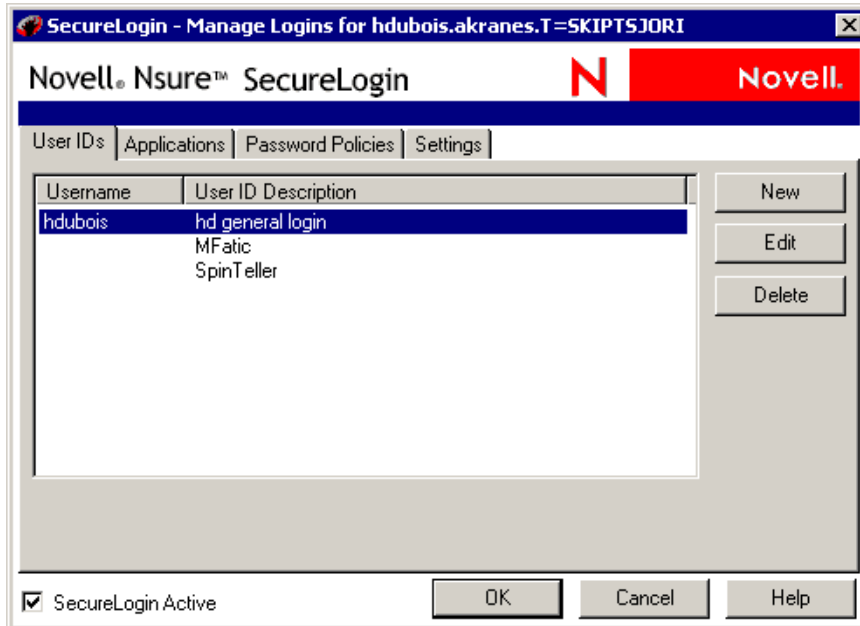 SecureLogin - Manage Logins for hdubois.akranes.T=SKIPTSJORI
Novell® Nsure™ SecureLogin N Novell®
User IDs Applications Password Policies Settings
Username User ID Description New
hdubois hd general login
MFatic Edit
SpinTeller
Delete
SecureLogin Active OK Cancel Help